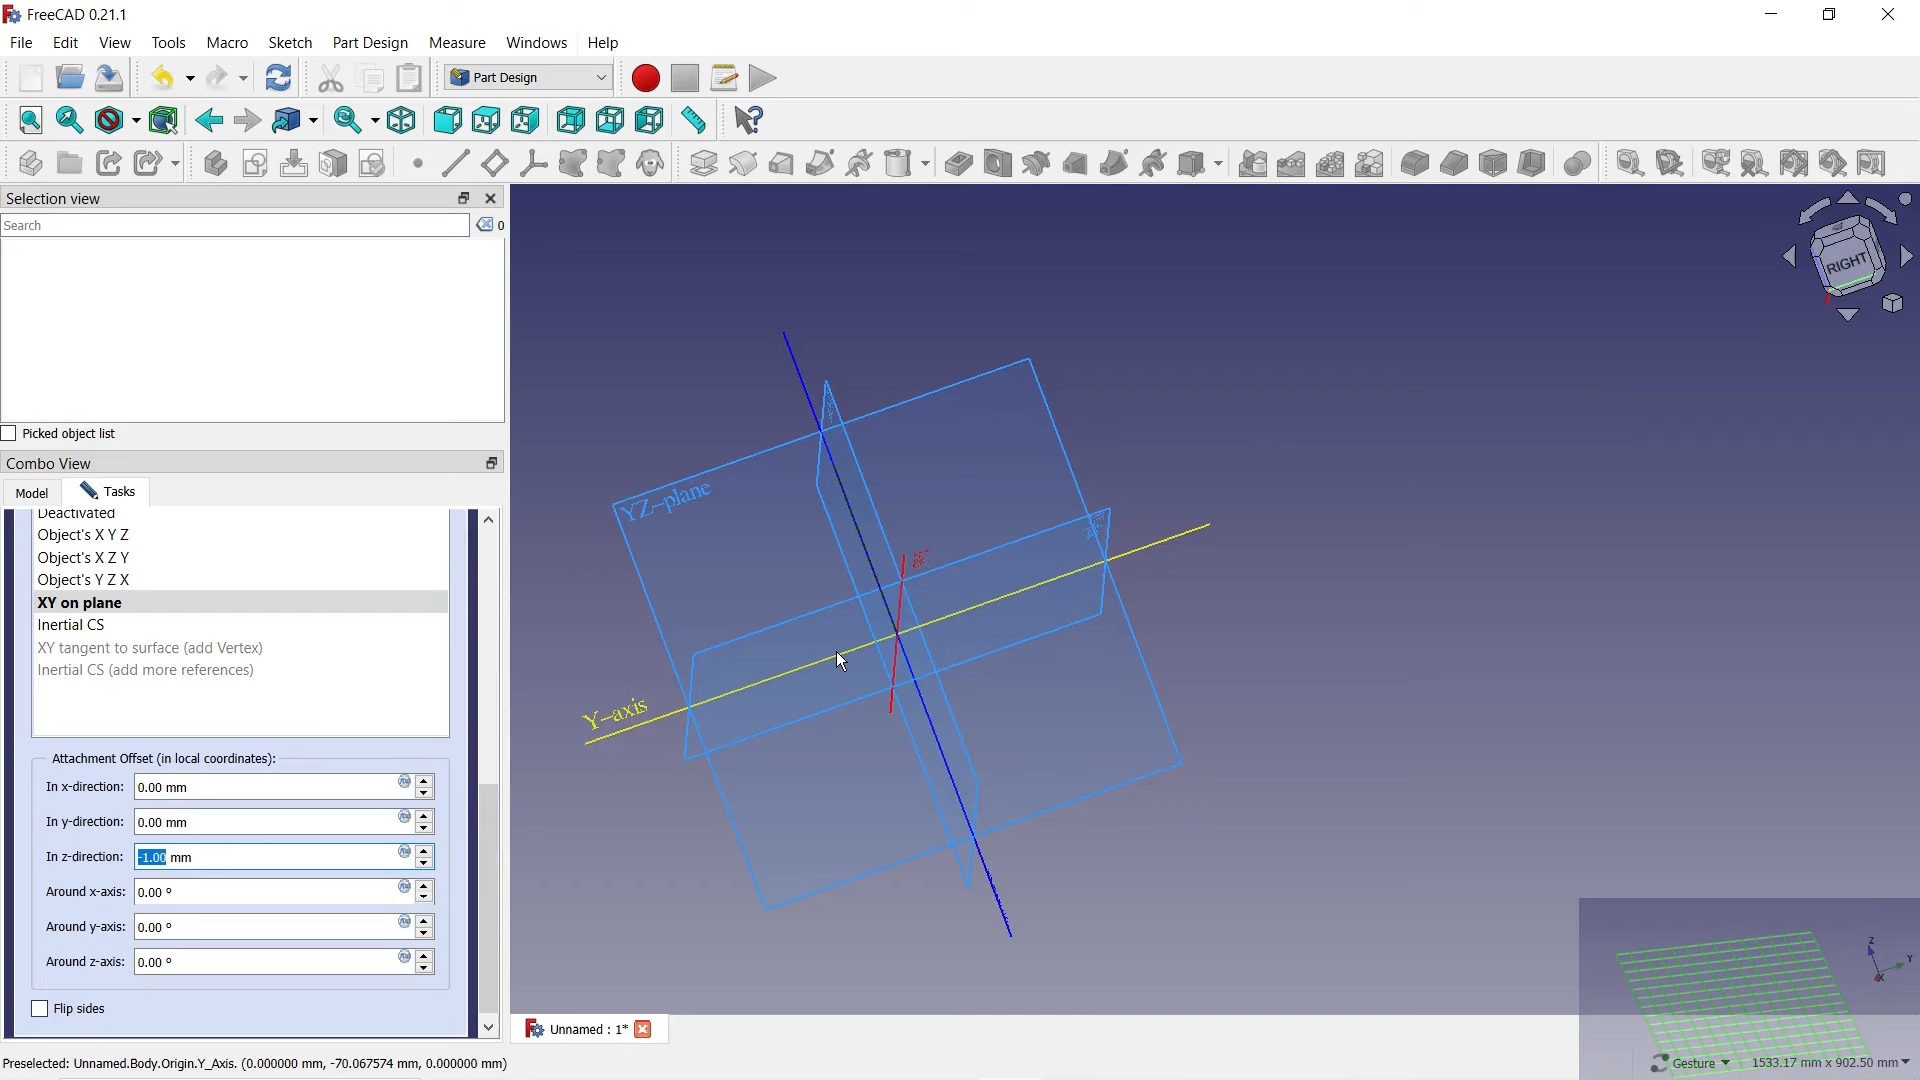 FreeCAD 0.21.1
File Edit View Tools Macro Sketch Part Design Measure Windows Help
Part Design
Selection view
Search
0
Picked object list
Combo View
Model Tasks
Deactivated
Object's X Y Z
Object's X Z Y
Object's Y Z X
XY on plane
Inertial CS
XY tangent to surface (add Vertex)
Inertial CS (add more references)
Attachment Offset (in local coordinates):
In x-direction: 0.00 mm
In y-direction: 0.00 mm
In z-direction: -1.00 mm
Around x-axis: 0.00 °
Around y-axis: 0.00 °
Around z-axis: 0.00 °
Flip sides
YZ-plane
Y-axis
RIGHT
Z
Y
X
Unnamed : 1*
Preselected: Unnamed.Body.Origin.Y_Axis. (0.000000 mm, -70.067574 mm, 0.000000 mm)
Gesture 1533.17 mm x 902.50 mm